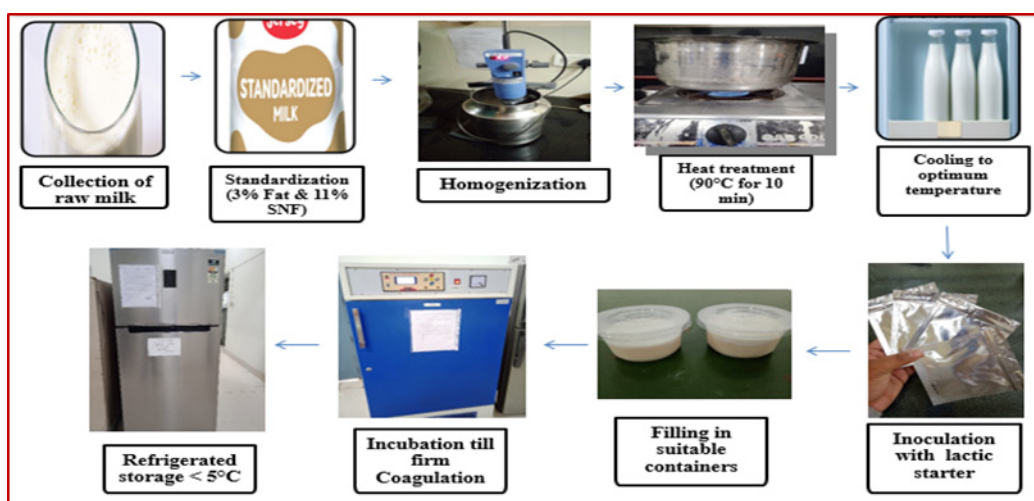 STANDARDIZED
MILK
Collection of
raw milk
Standardization
(3% Fat & 11%
SNF)
Homogenization
Heat treatment
(90°C for 10
min)
Cooling to
optimum
temperature
Inoculation
with lactic
starter
Filling in
suitable
containers
Incubation till
firm
Coagulation
Refrigerated
storage < 5°C